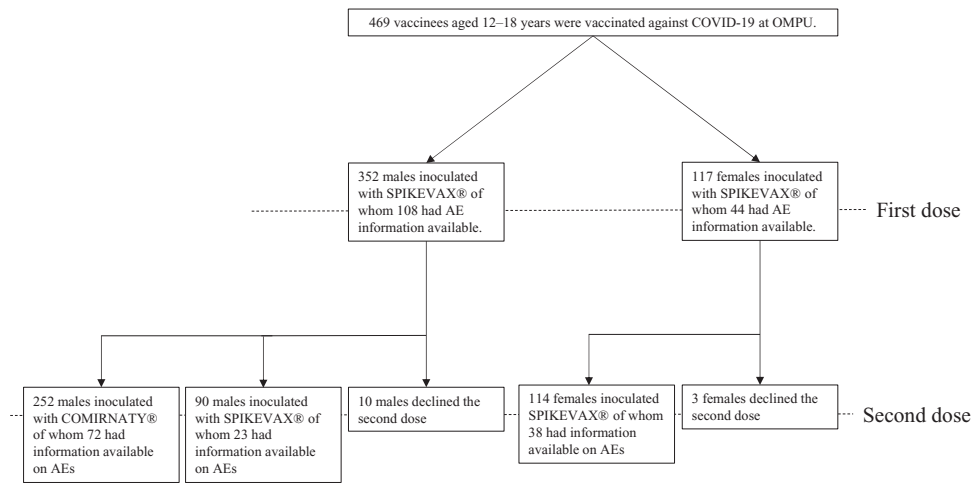 469 vaccinees aged 12–18 years were vaccinated against COVID-19 at OMPU.
352 males inoculated
with SPIKEVAX® of
whom 108 had AE
information available.
117 females inoculated
with SPIKEVAX® of
whom 44 had AE
information available.
First dose
252 males inoculated
with COMIRNATY®
of whom 72 had
information available
on AEs
90 males inoculated
with SPIKEVAX® of
whom 23 had
information available
on AEs
10 males declined the
second dose
114 females inoculated
SPIKEVAX® of whom
38 had information
available on AEs
3 females declined the
second dose
Second dose